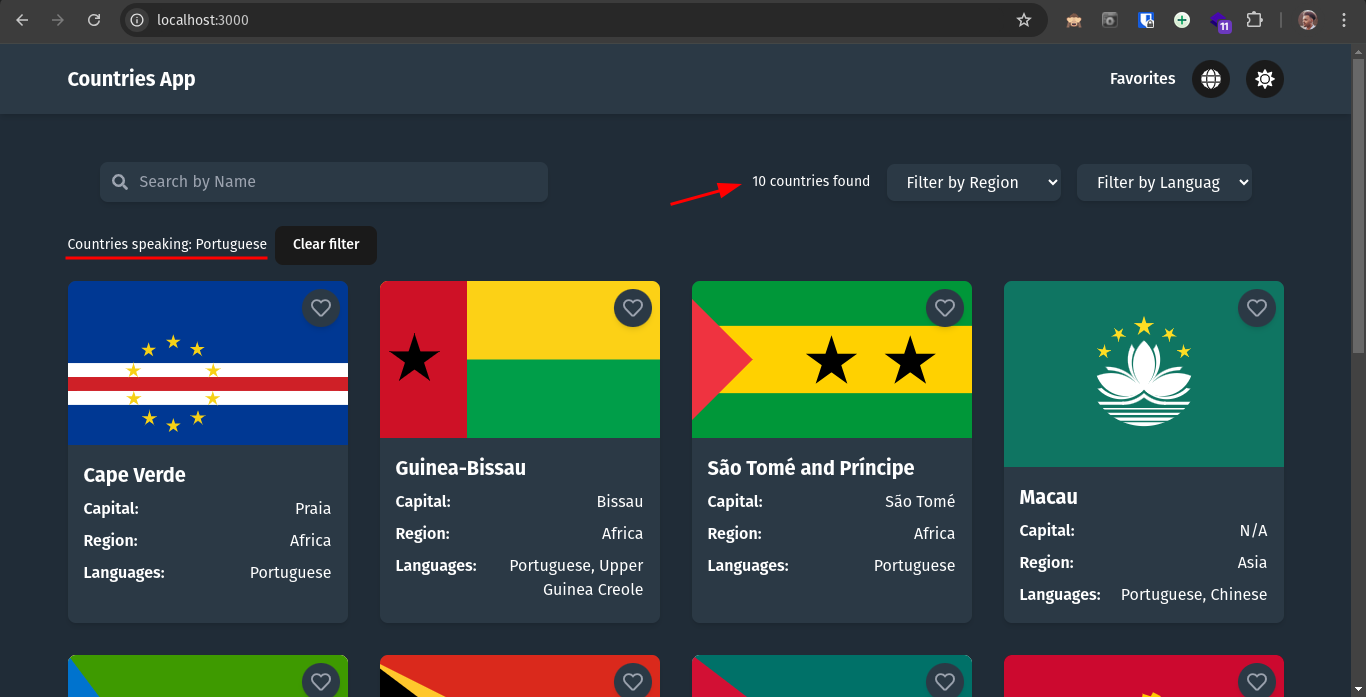 localhost:3000
11
Countries App
Favorites
Search by Name
10 countries found
Filter by Region
Filter by Languag
Countries speaking: Portuguese
Clear filter
Cape Verde
Capital: Praia
Region: Africa
Languages: Portuguese
Guinea-Bissau
Capital: Bissau
Region: Africa
Languages: Portuguese, Upper
Guinea Creole
São Tomé and Príncipe
Capital: São Tomé
Region: Africa
Languages: Portuguese
Macau
Capital: N/A
Region: Asia
Languages: Portuguese, Chinese